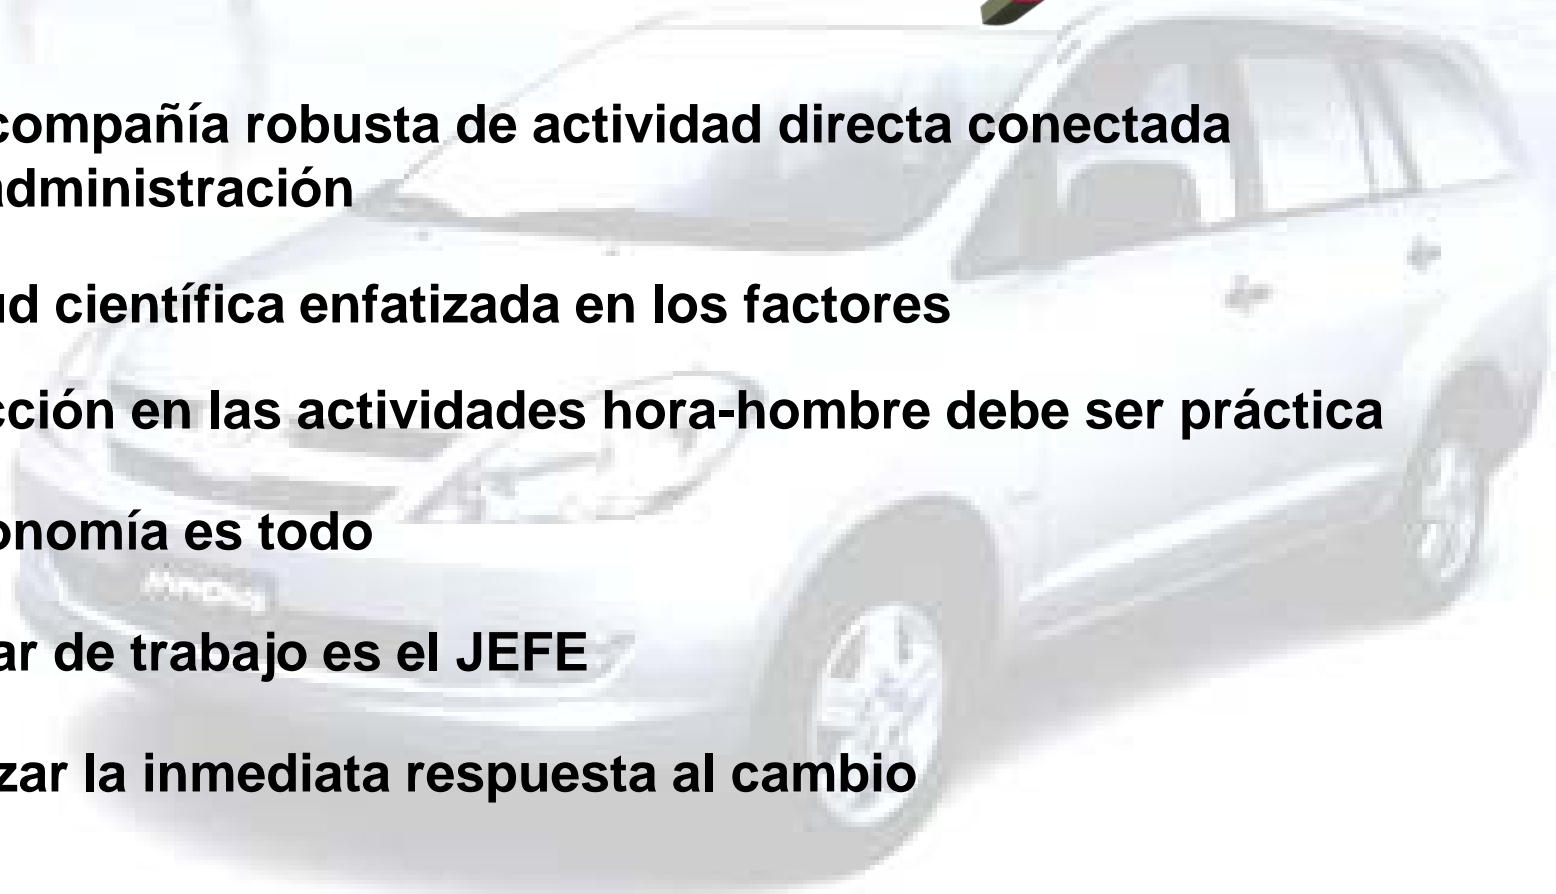 compañía robusta de actividad directa conectada
administración
ud científica enfatizada en los factores
cción en las actividades hora-hombre debe ser práctica
onomía es todo
ar de trabajo es el JEFE
zar la inmediata respuesta al cambio